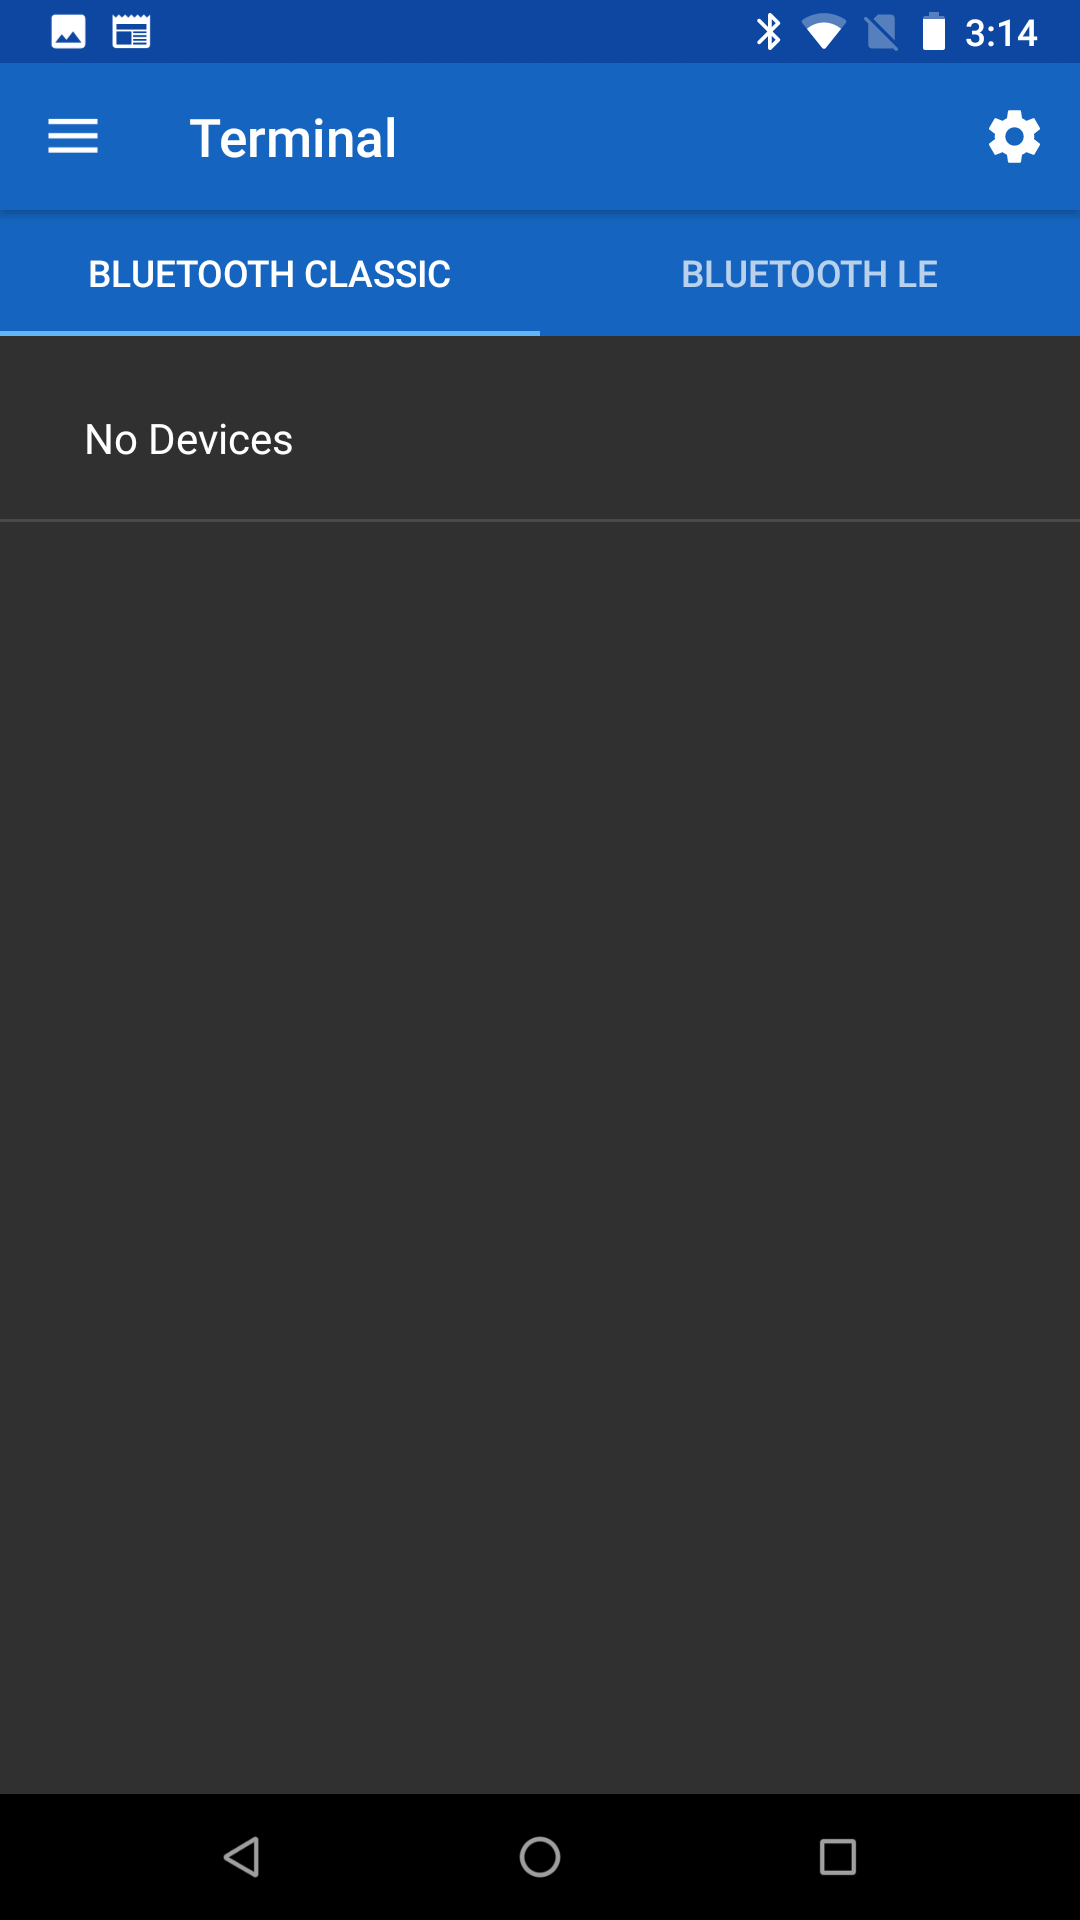 3:14
Terminal
BLUETOOTH CLASSIC
BLUETOOTH LE
No Devices